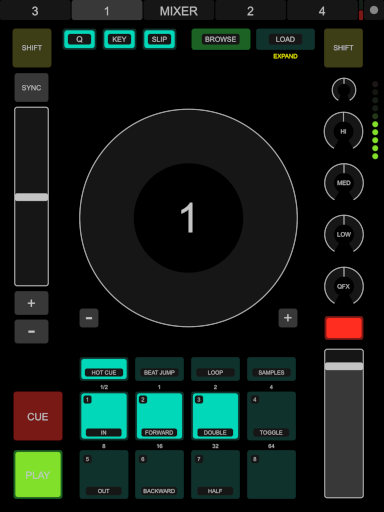 3 1 MIXER 2 4
SHIFT Q KEY SLIP BROWSE LOAD SHIFT
EXPAND
SYNC
HI
MED
1
LOW
QFX
+
- - +
HOT CUE BEAT JUMP LOOP SAMPLES
1/2 1 2 4
1 2 3 4
CUE
IN FORWARD DOUBLE TOGGLE
8 16 32 64
5 6 7 8
PLAY
OUT BACKWARD HALF